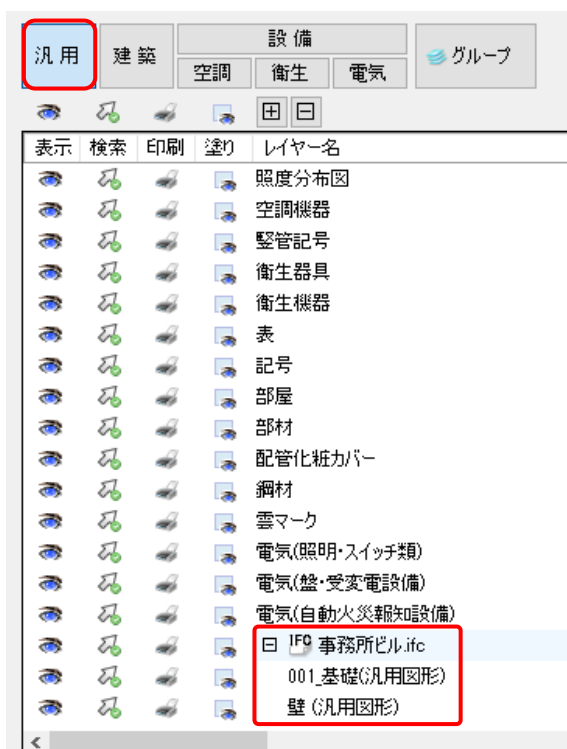 汎用 建築 設備 グループ
空調 衛生 電気
表示 検索 印刷 塗り レイヤー名
照度分布図
空調機器
竪管記号
衛生器具
衛生機器
表
記号
部屋
部材
配管化粧カバー
鋼材
雲マーク
電気(照明・スイッチ類)
電気(盤・受変電設備)
電気(自動火災報知設備)
IFC 事務所ビル.ifc
001_基礎(汎用図形)
壁 (汎用図形)